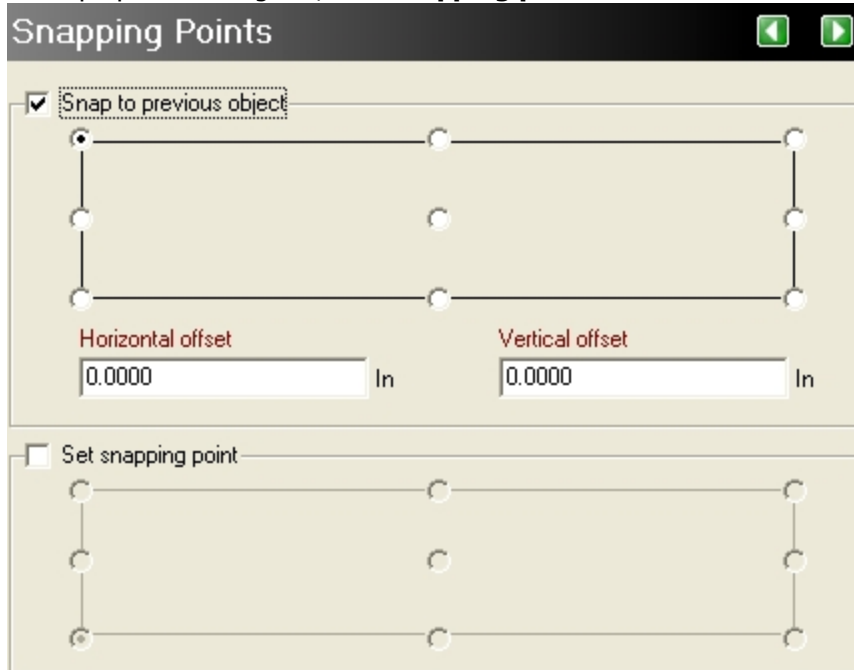 Snapping Points
Snap to previous object
Horizontal offset
Vertical offset
0.0000 In
0.0000 In
Set snapping point